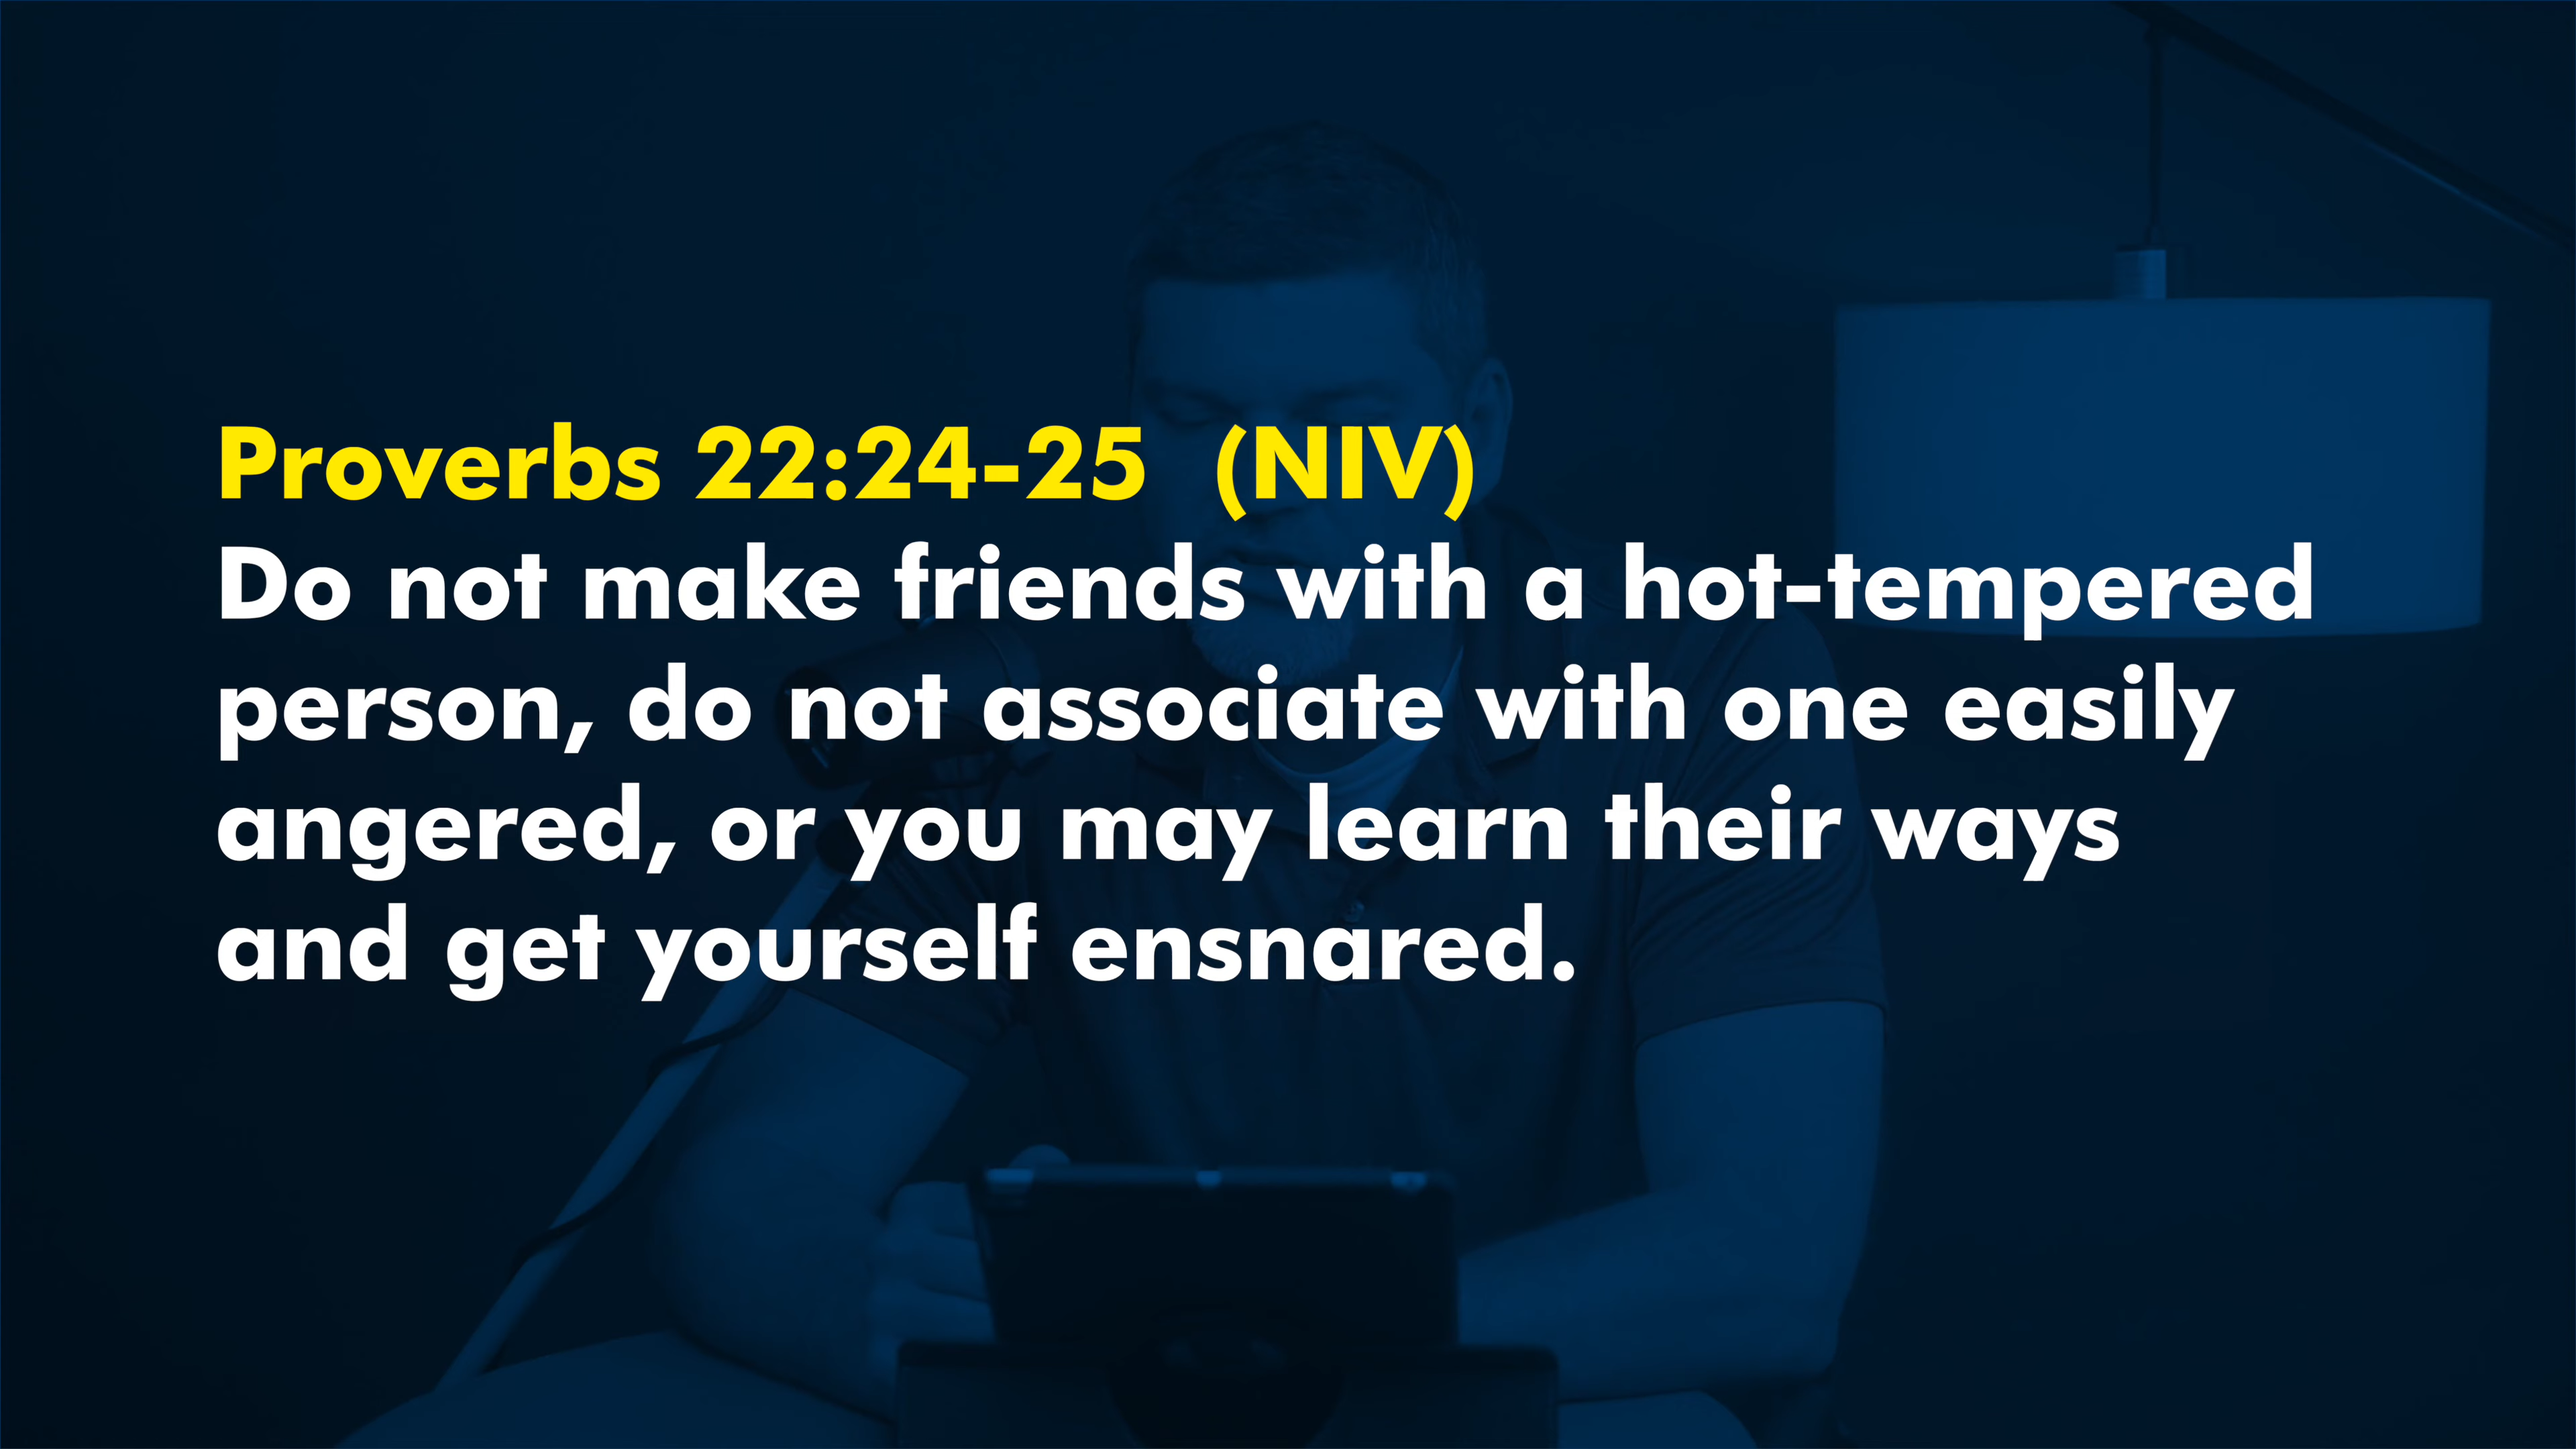 Proverbs 22:24-25 (NIV)
Do not make friends with a hot-tempered
person, do not associate with one easily
angered, or you may learn their ways
and get yourself ensnared.